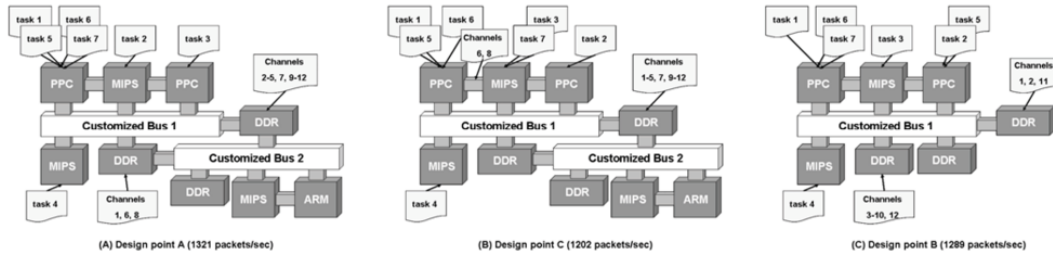 task 1
task 6
task 5
task 7
task 2
task 3
Channels
2-5, 7, 9-12
PPC
MIPS
PPC
Customized Bus 1
DDR
Customized Bus 2
MIPS
DDR
DDR
MIPS
ARM
task 4
Channels
1, 6, 8
(A) Design point A (1321 packets/sec)
task 1
task 6
task 5
Channels
6, 8
task 3
task 7
task 2
Channels
1-5, 7, 9-12
PPC
MIPS
PPC
Customized Bus 1
DDR
Customized Bus 2
MIPS
DDR
DDR
MIPS
ARM
task 4
(B) Design point C (1202 packets/sec)
task 1
task 6
task 7
task 3
task 5
task 2
Channels
1, 2, 11
PPC
MIPS
PPC
Customized Bus 1
DDR
MIPS
DDR
DDR
task 4
Channels
3-10, 12
(C) Design point B (1289 packets/sec)